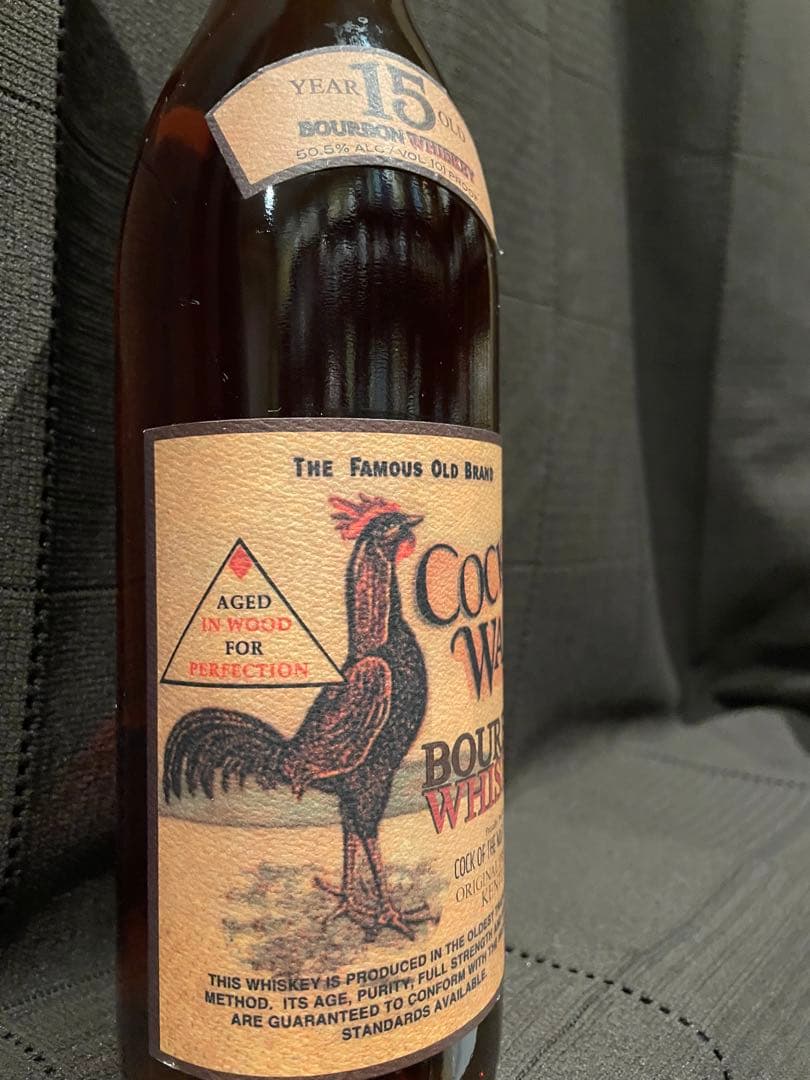 YEAR 15 OLD
BOURBON WHISKEY
50.5% ALC / VOL 101 PROOF
THE FAMOUS OLD BRAND
AGED
IN WOOD
FOR
PERFECTION
COCK
WA
BOUR
WHIS
COCK OF THE
ORIGINAL
KEN
THIS WHISKEY IS PRODUCED IN THE OLDEST
METHOD. ITS AGE, PURITY, FULL STRENGTH
ARE GUARANTEED TO CONFORM WITH THE
STANDARDS AVAILABLE.